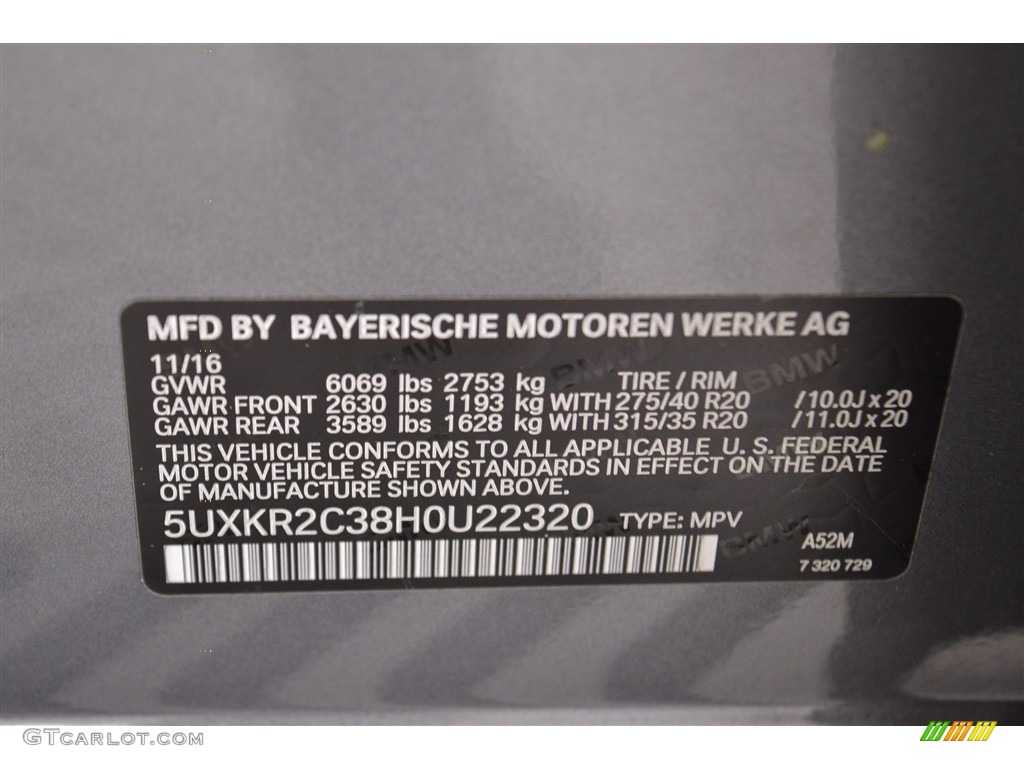 MFD BY BAYERISCHE MOTOREN WERKE AG
11/16
GVWR 6069 lbs 2753 kg TIRE / RIM
GAWR FRONT 2630 lbs 1193 kg WITH 275/40 R20 / 10.0J x 20
GAWR REAR 3589 lbs 1628 kg WITH 315/35 R20 / 11.0J x 20
THIS VEHICLE CONFORMS TO ALL APPLICABLE U. S. FEDERAL
MOTOR VEHICLE SAFETY STANDARDS IN EFFECT ON THE DATE
OF MANUFACTURE SHOWN ABOVE.
5UXKR2C38H0U22320 TYPE: MPV
A52M
7 320 729
GTCARLOT.COM